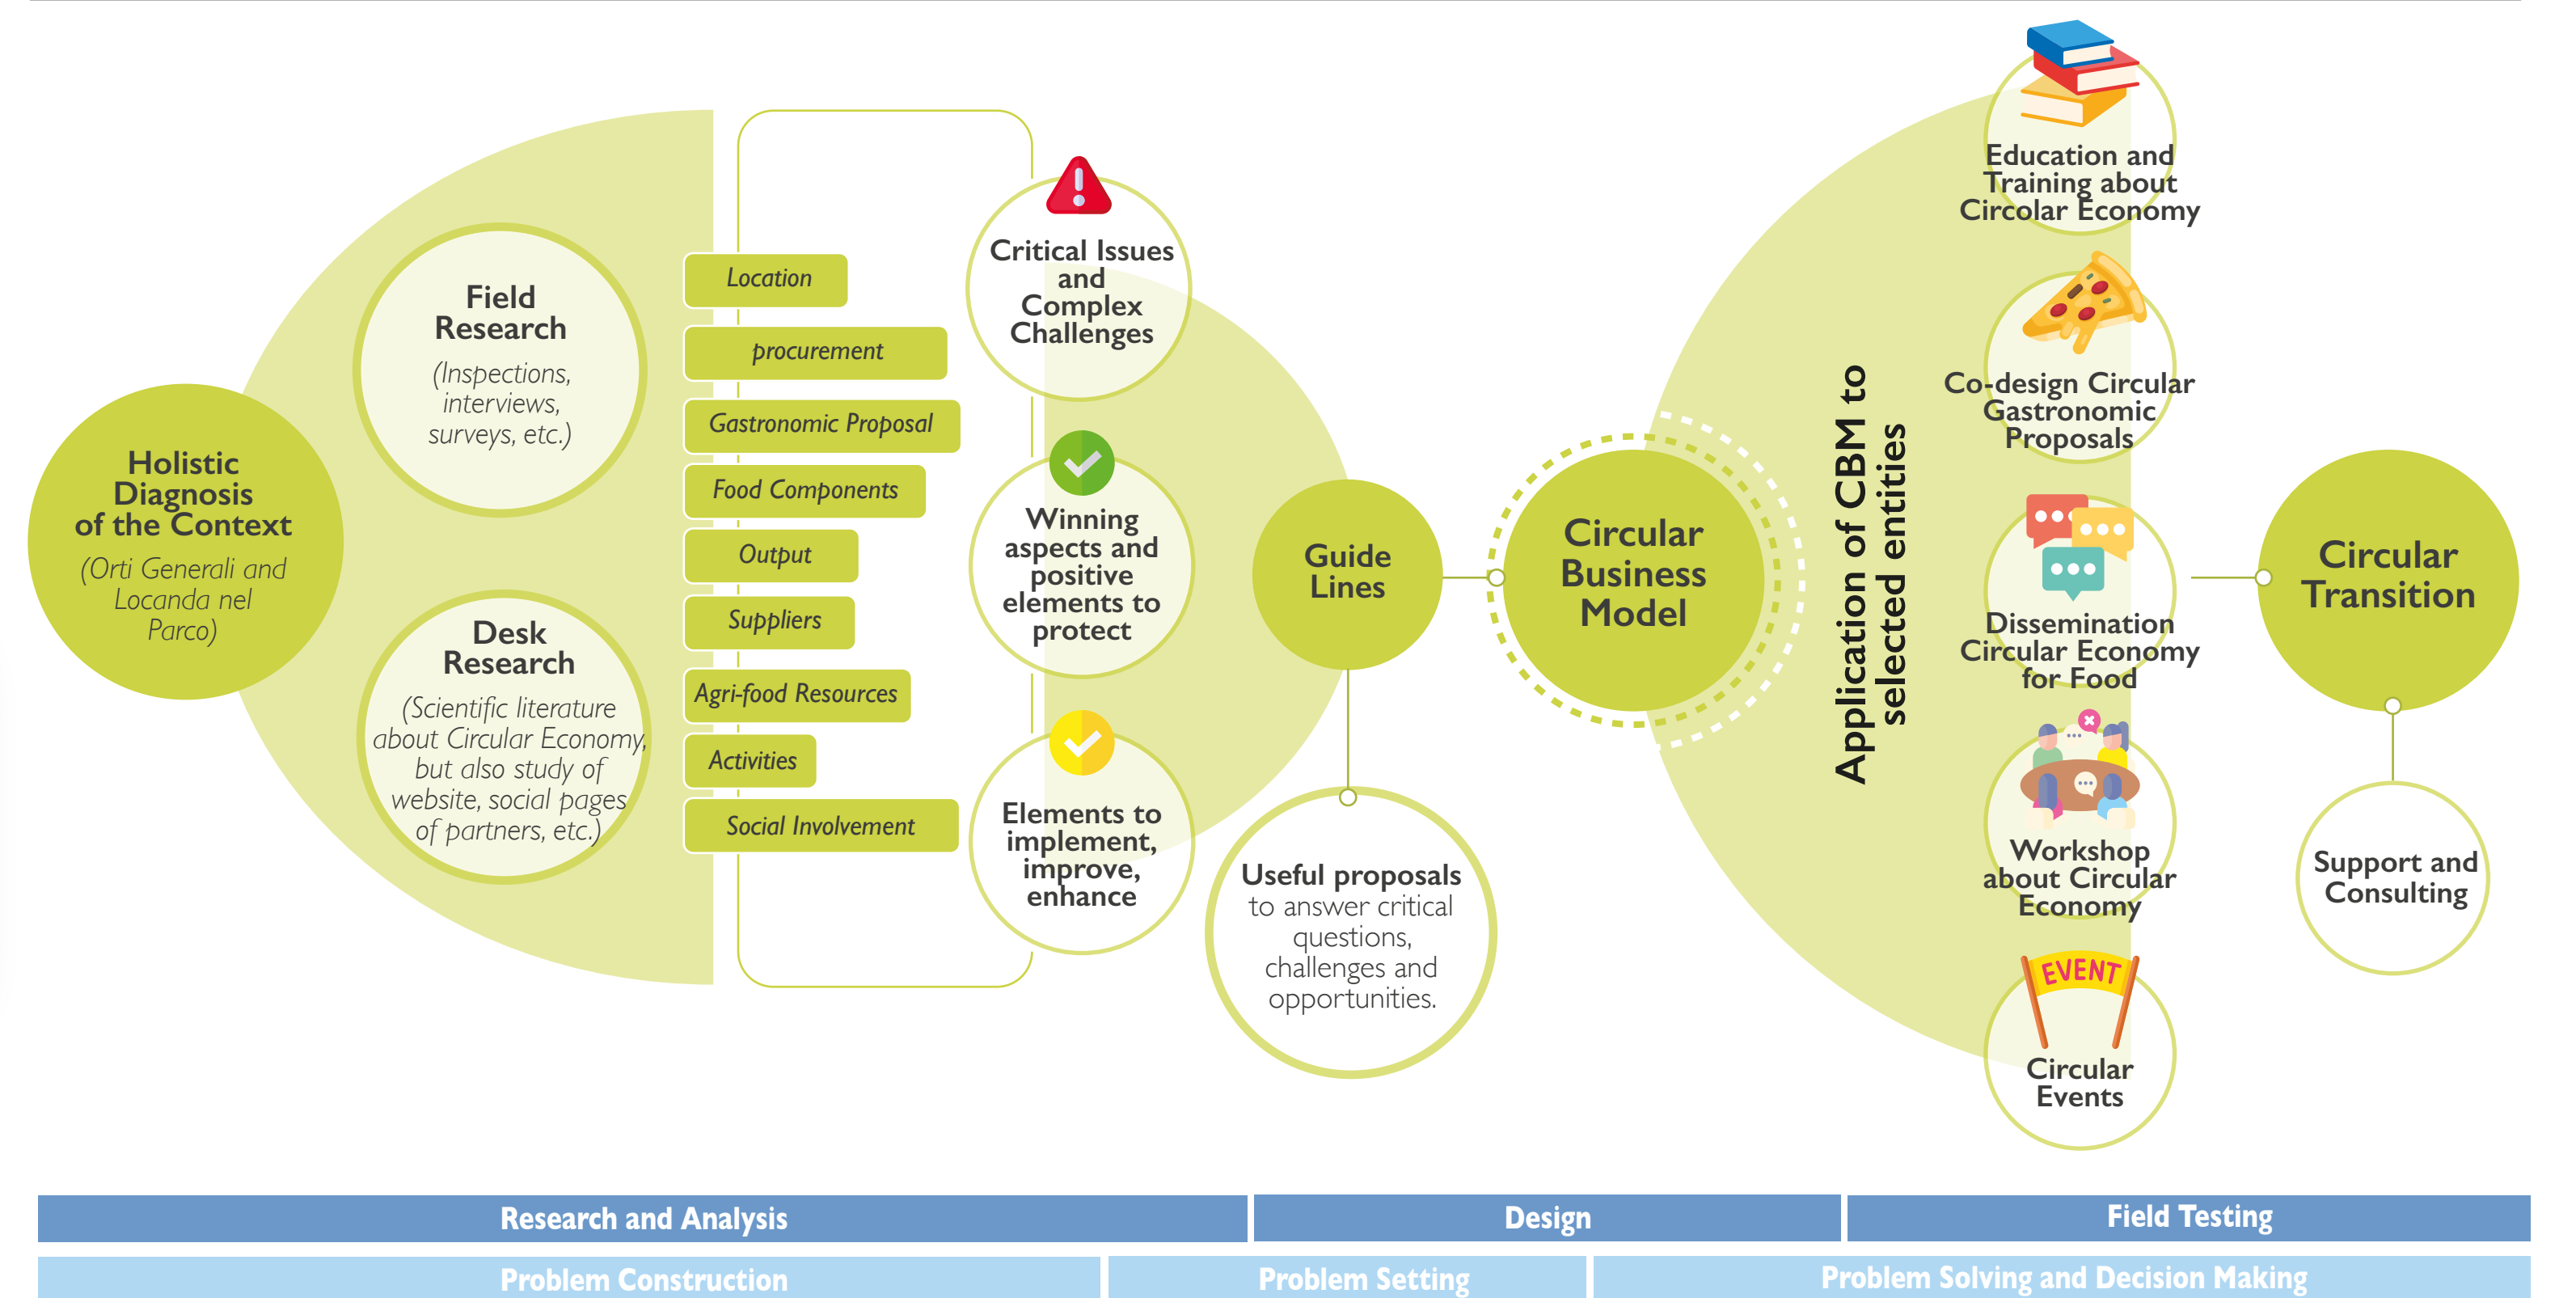 Holistic
Diagnosis
of the Context
(Orti Generali and
Locanda nel
Parco)
Field
Research
(Inspections,
interviews,
surveys, etc.)
Desk
Research
(Scientific literature
about Circular Economy,
but also study of
website, social pages
of partners, etc.)
Location
procurement
Gastronomic Proposal
Food Components
Output
Suppliers
Agri-food Resources
Activities
Social Involvement
Critical Issues
and
Complex
Challenges
Winning
aspects and
positive
elements to
protect
Elements to
implement,
improve,
enhance
Guide
Lines
Useful proposals
to answer critical
questions,
challenges and
opportunities.
Circular
Business
Model
Application of CBM to
selected entities
Education and
Training about
Circolar Economy
Co-design Circular
Gastronomic
Proposals
Dissemination
Circular Economy
for Food
Workshop
about Circular
Economy
EVENT
Circular
Events
Circular
Transition
Support and
Consulting
Research and Analysis
Design
Field Testing
Problem Construction
Problem Setting
Problem Solving and Decision Making